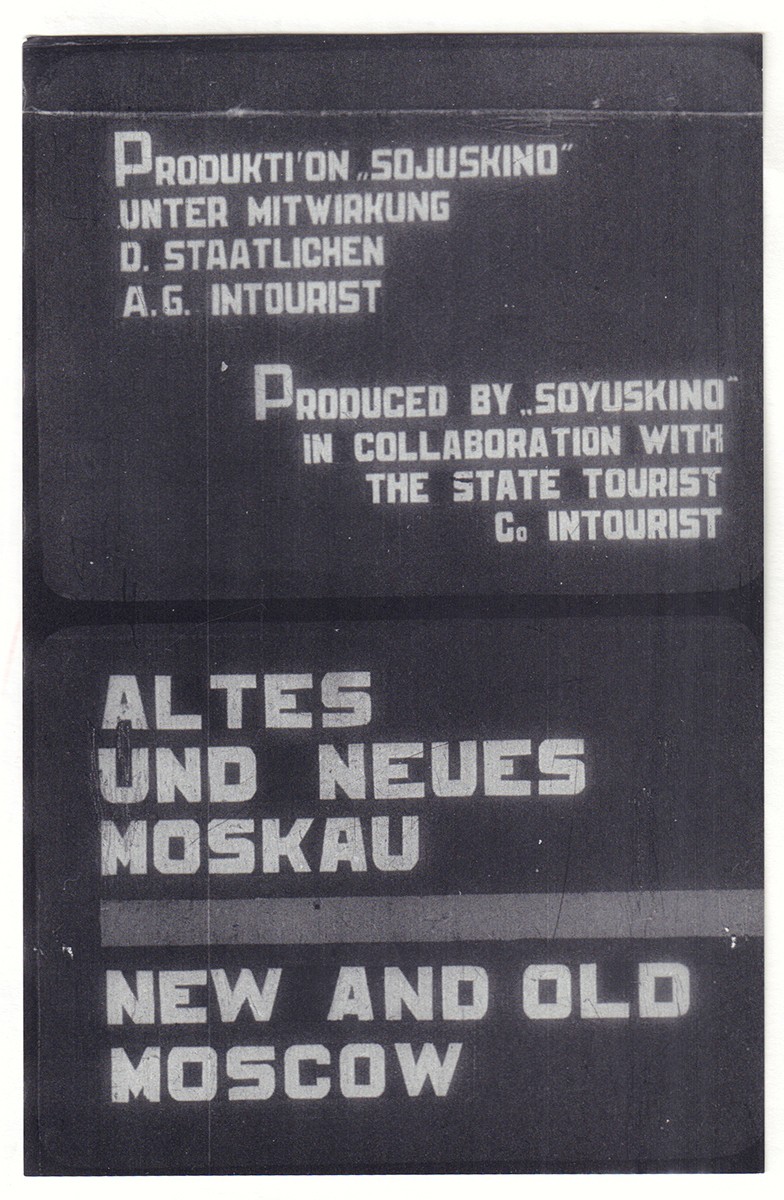 PRODUKTI'ON „SOJUSKINO"
UNTER MITWIRKUNG
D. STAATLICHEN
A.G. INTOURIST
PRODUCED BY „SOYUSKINO"
IN COLLABORATION WITH
THE STATE TOURIST
Co INTOURIST
ALTES
UND NEUES
MOSKAU
NEW AND OLD
MOSCOW